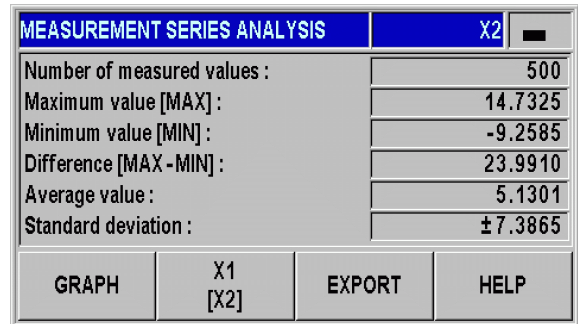 MEASUREMENT SERIES ANALYSIS X2
Number of measured values : 500
Maximum value [MAX] : 14.7325
Minimum value [MIN] : -9.2585
Difference [MAX-MIN] : 23.9910
Average value : 5.1301
Standard deviation : ±7.3865
GRAPH X1 EXPORT HELP
[X2]